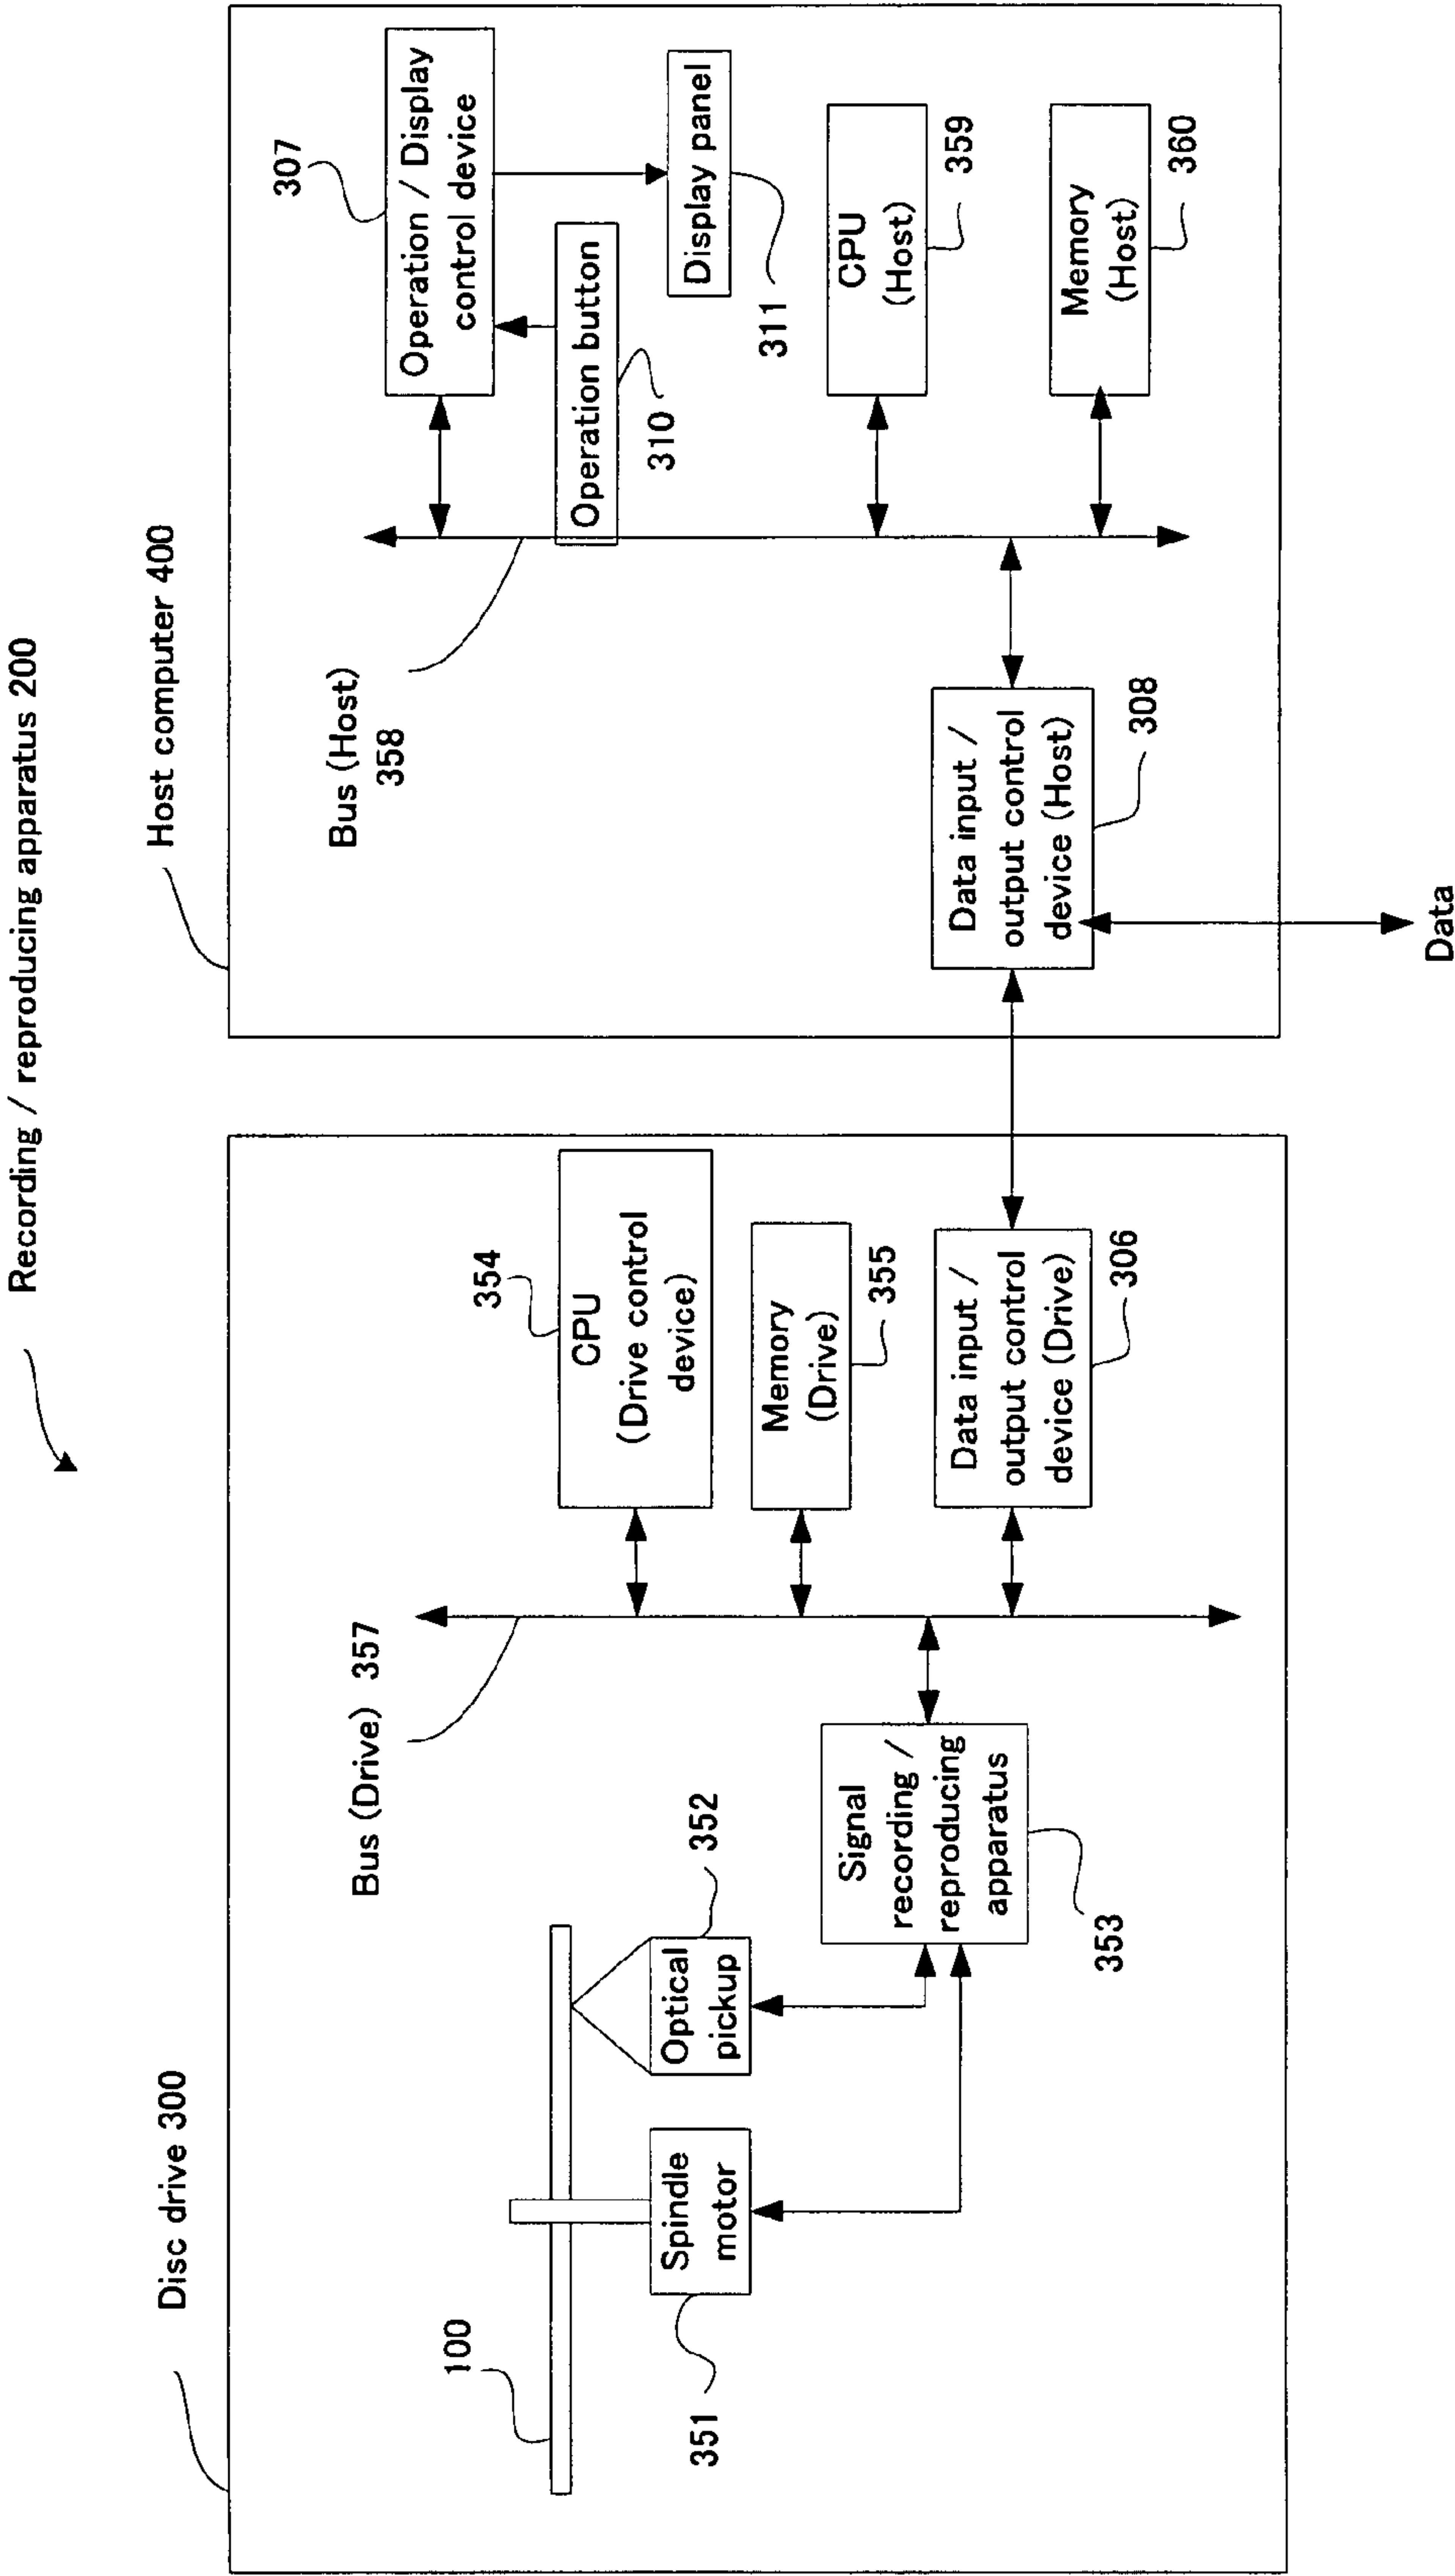 Recording / reproducing apparatus 200
Disc drive 300
100
Spindle
motor
351
Optical
pickup
352
Bus (Drive) 357
Signal
recording /
reproducing
apparatus
353
354
CPU
(Drive control
device)
Memory
(Drive)
355
Data input /
output control
device (Drive)
306
Host computer 400
Bus (Host)
358
307
Operation / Display
control device
Operation button
310
Display panel
311
CPU
(Host)
359
Memory
(Host)
360
Data input /
output control
device (Host)
308
Data